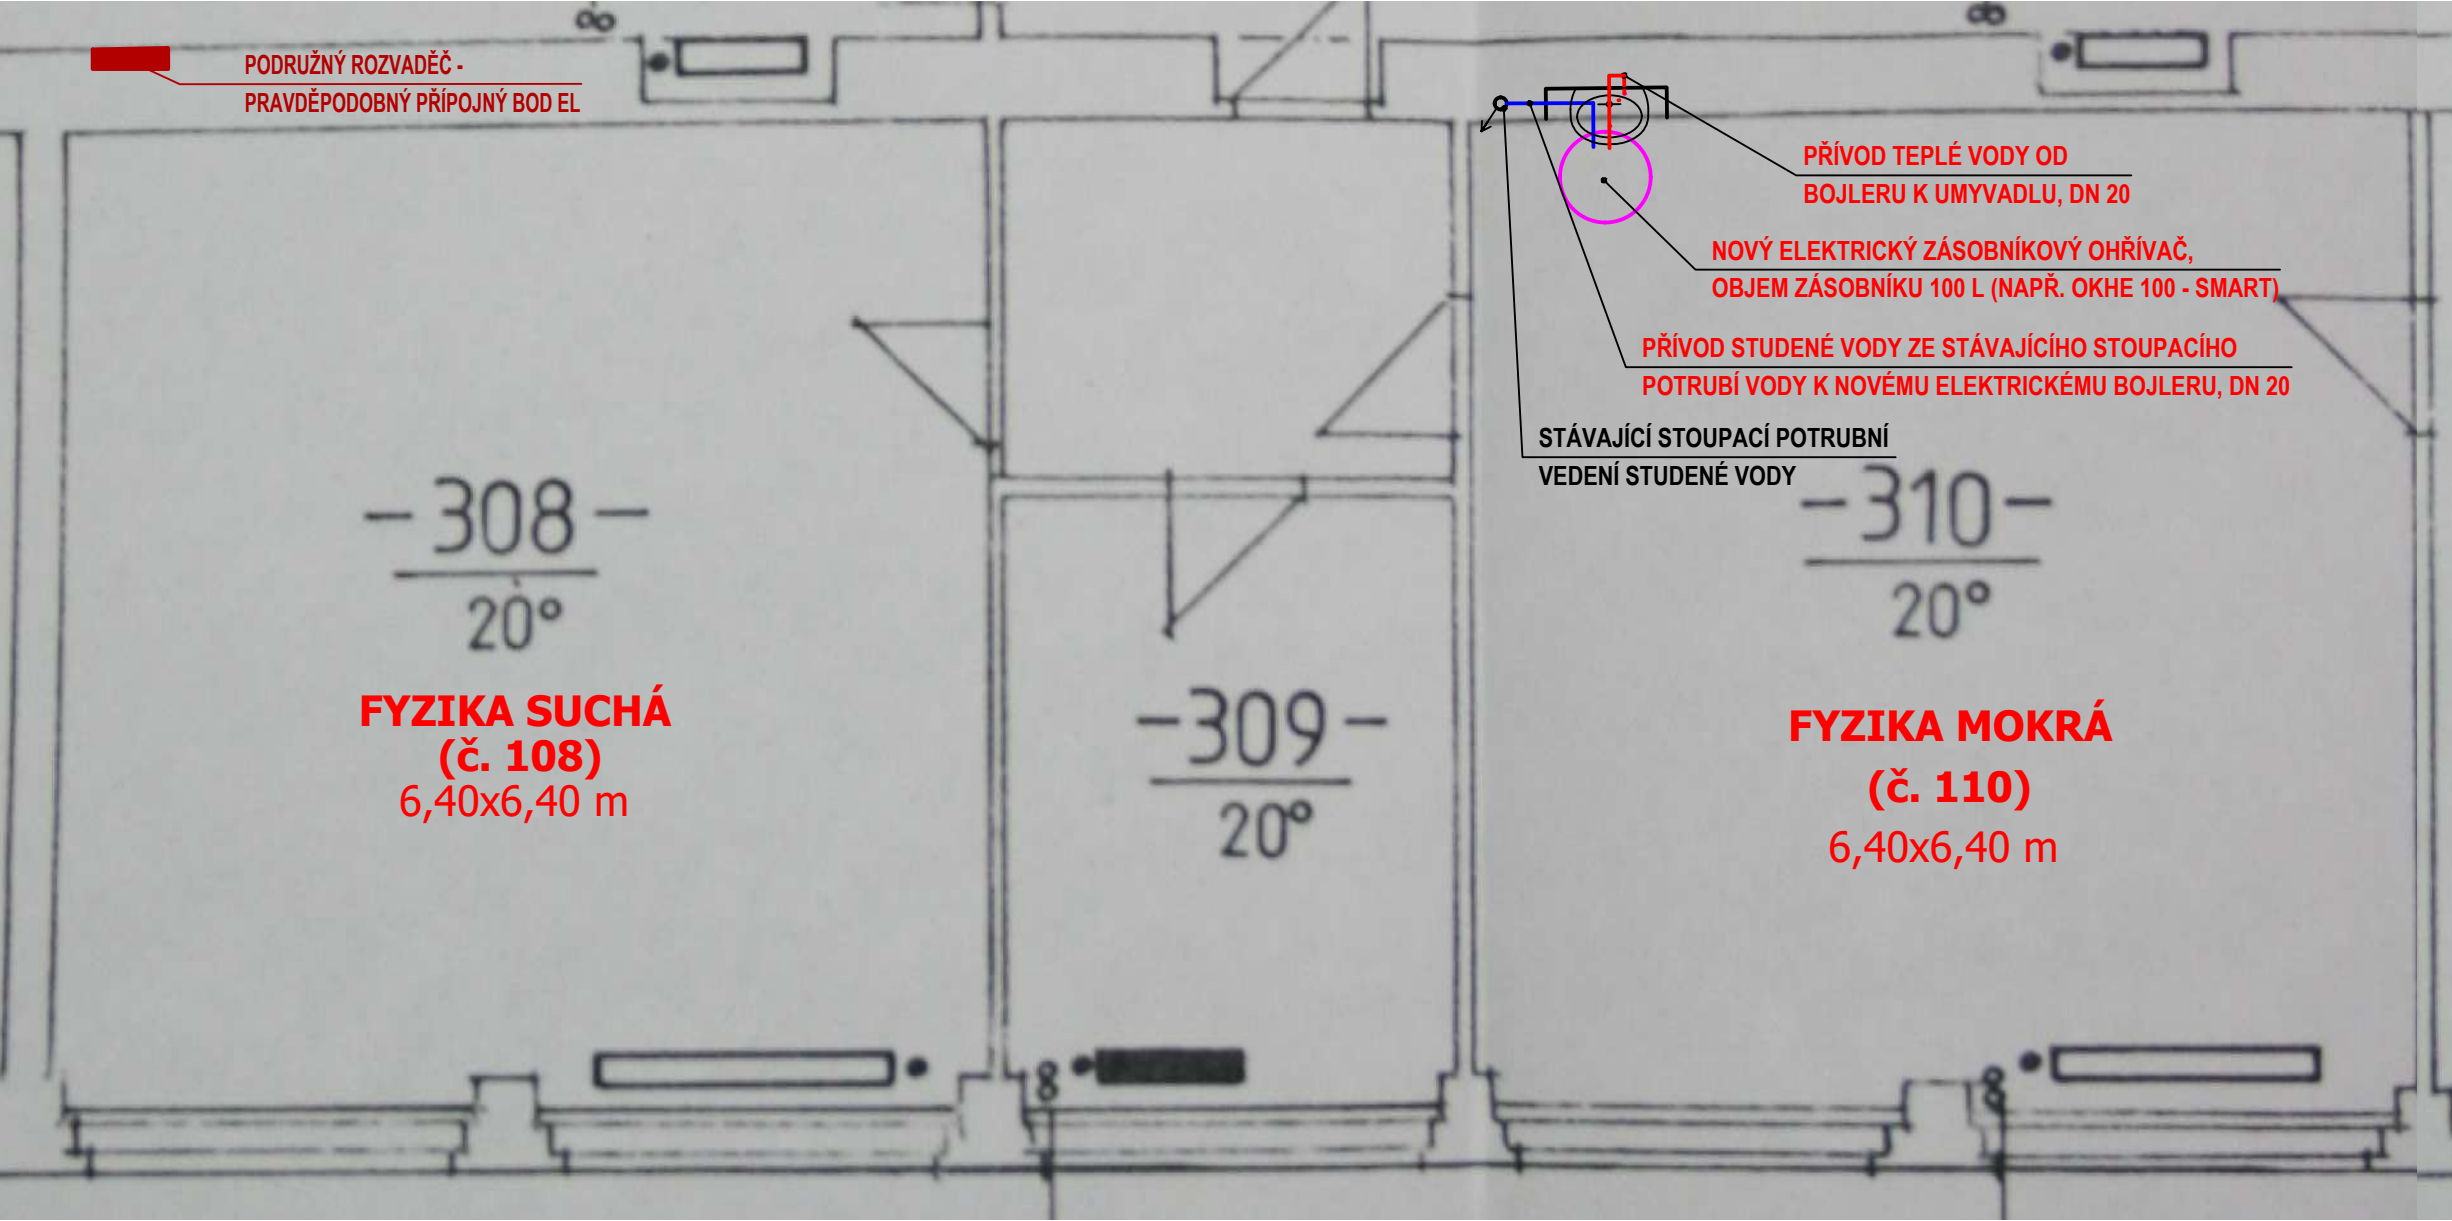 PODRUŽNÝ ROZVADĚČ -
PRAVDĚPODOBNÝ PŘÍPOJNÝ BOD EL
PŘÍVOD TEPLÉ VODY OD
BOJLERU K UMYVADLU, DN 20
NOVÝ ELEKTRICKÝ ZÁSOBNÍKOVÝ OHŘÍVAČ,
OBJEM ZÁSOBNÍKU 100 L (NAPŘ. OKHE 100 - SMART)
PŘÍVOD STUDENÉ VODY ZE STÁVAJÍCÍHO STOUPACÍHO
POTRUBÍ VODY K NOVÉMU ELEKTRICKÉMU BOJLERU, DN 20
STÁVAJÍCÍ STOUPACÍ POTRUBNÍ
VEDENÍ STUDENÉ VODY
-308-
20°
FYZIKA SUCHÁ
(č. 108)
6,40x6,40 m
-309-
20°
-310-
20°
FYZIKA MOKRÁ
(č. 110)
6,40x6,40 m